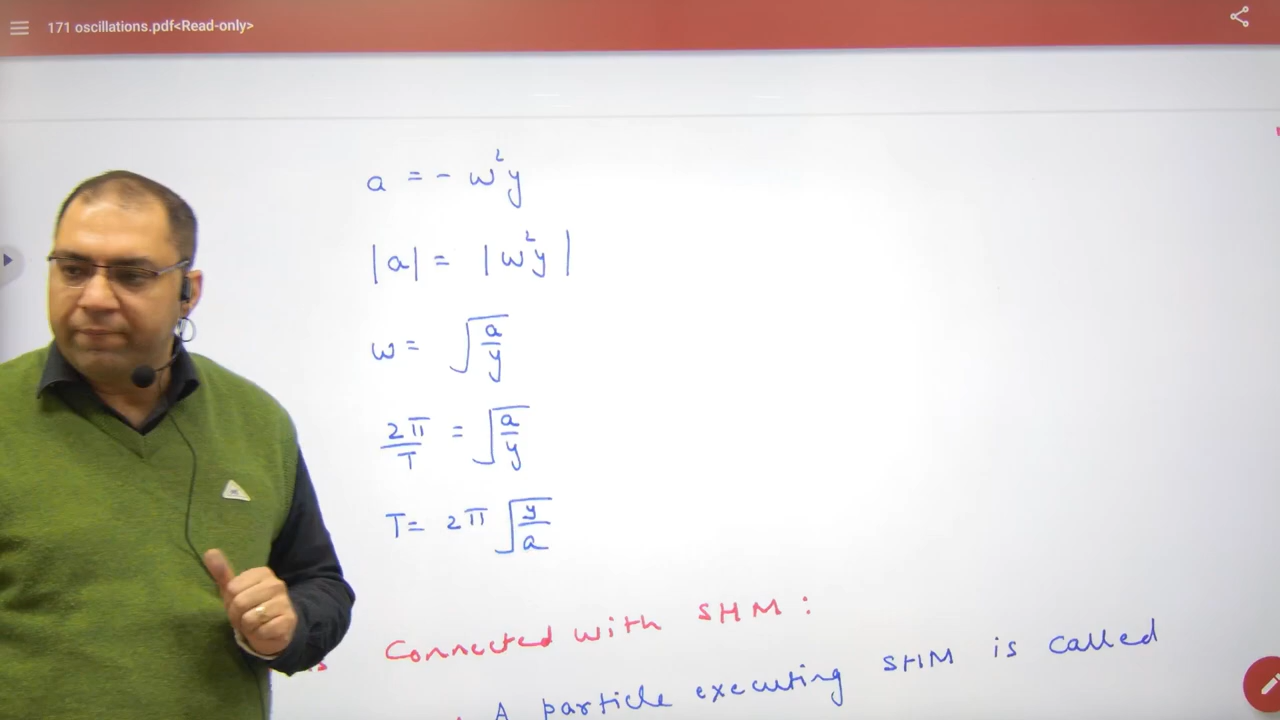 171 oscillations.pdf<Read-only>
a = - ω²y
|a| = |ω²y|
ω = √(a/y)
2π/T = √(a/y)
T = 2π √(y/a)
Connected with SHM :
A particle executing SHM is called